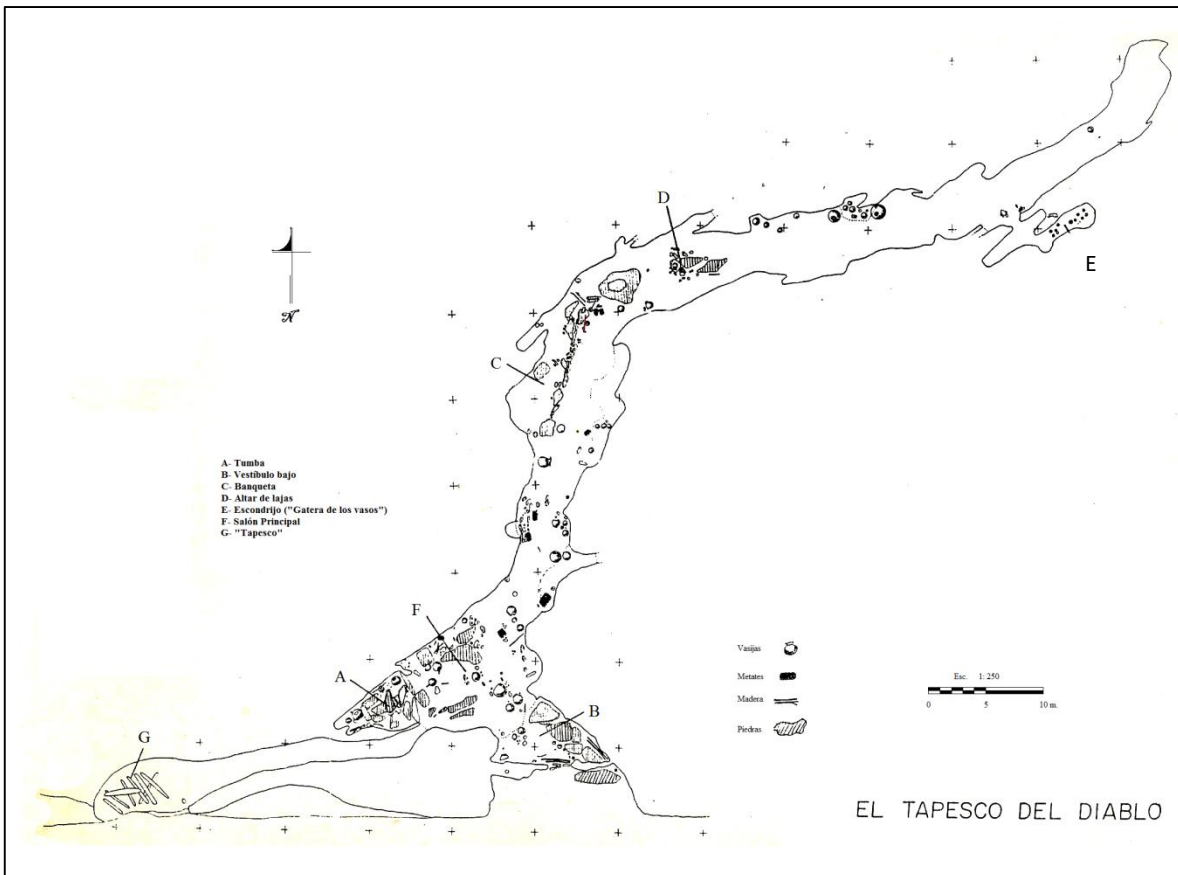 D
E
C
A- Tumba
B- Vestíbulo bajo
C- Banqueta
D- Altar de lajas
E- Escondrijo ("Gatera de los vasos")
F- Salón Principal
G- "Tapesco"
N
F
A
B
G
Vasijas
Metates
Madera
Piedras
Esc. 1: 250
0 5 10 m.
EL TAPESCO DEL DIABLO